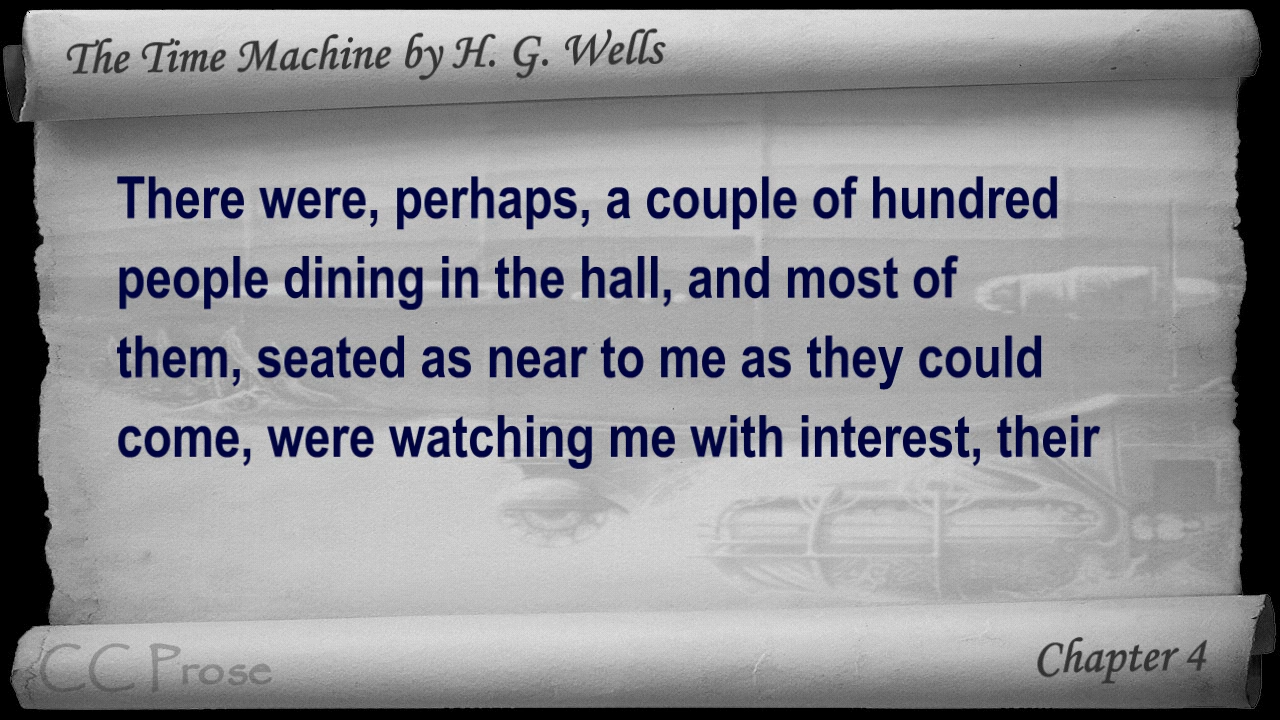 The Time Machine by H. G. Wells
There were, perhaps, a couple of hundred
people dining in the hall, and most of
them, seated as near to me as they could
come, were watching me with interest, their
CC Prose
Chapter 4